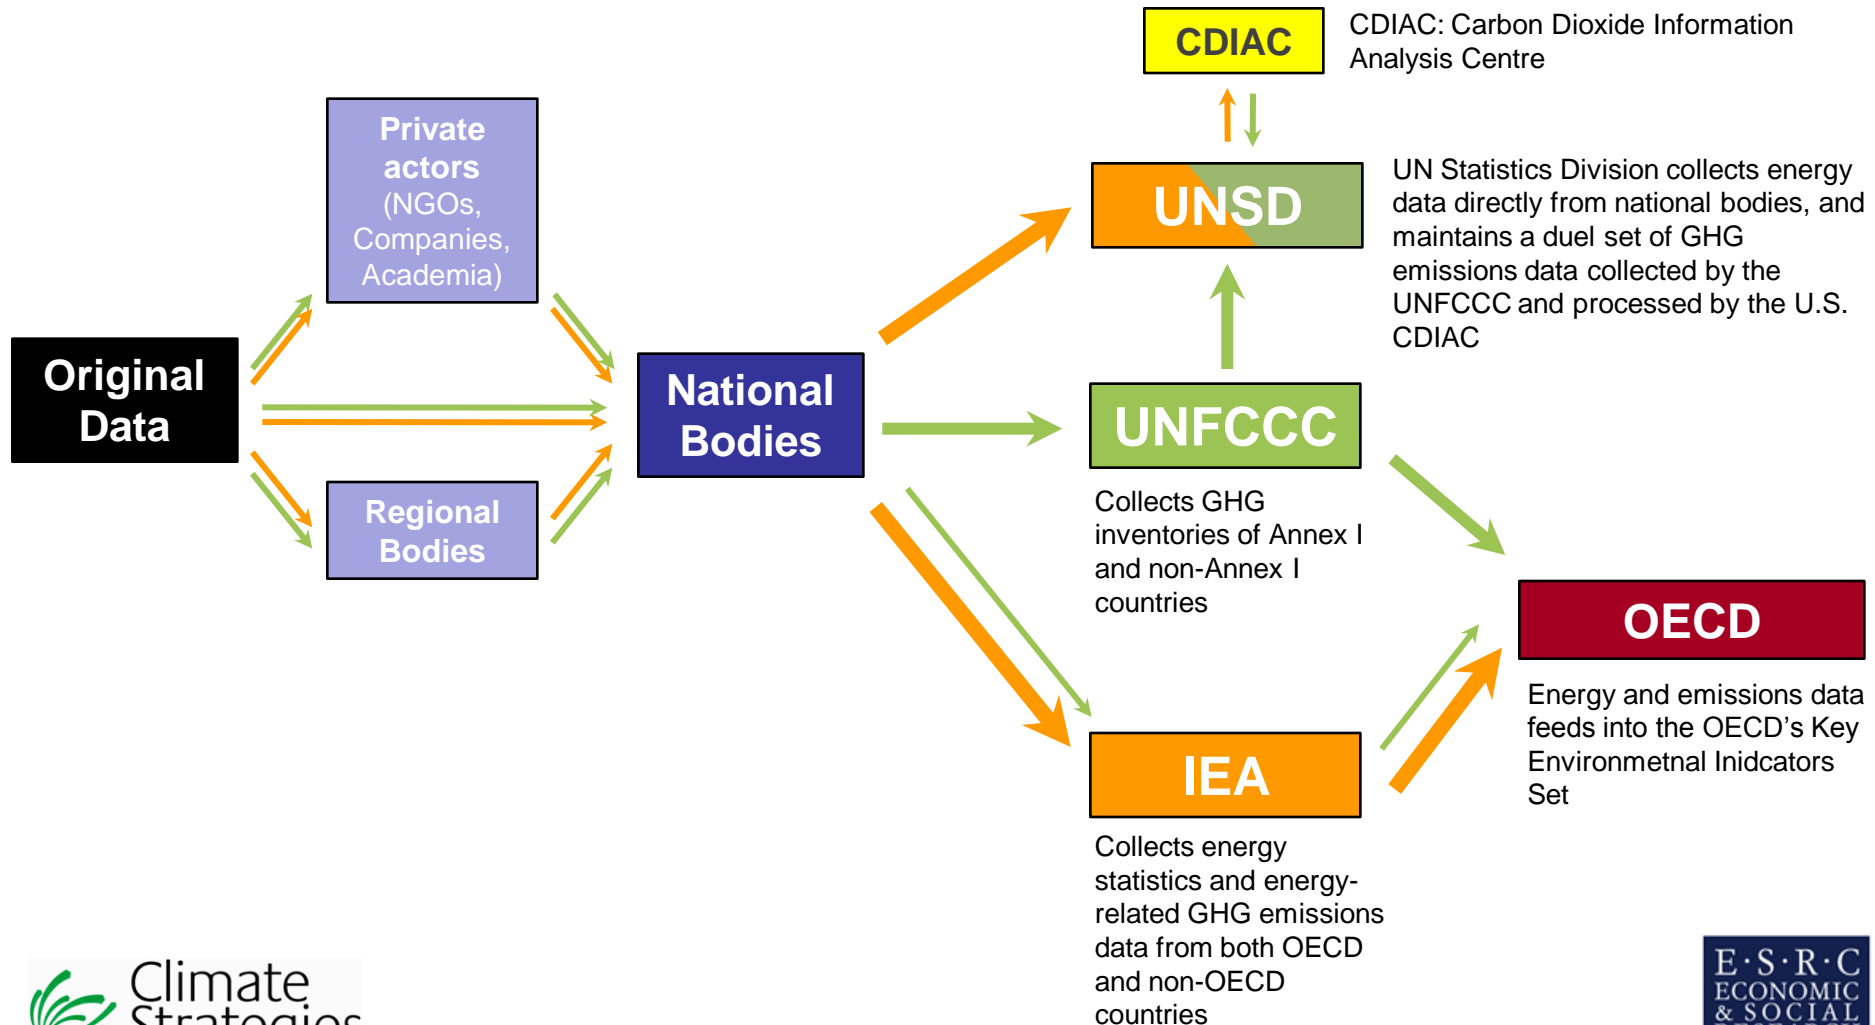 CDIAC
CDIAC: Carbon Dioxide Information
Analysis Centre
Private
actors
(NGOs,
Companies,
Academia)
UNSD
UN Statistics Division collects energy
data directly from national bodies, and
maintains a duel set of GHG
emissions data collected by the
UNFCCC and processed by the U.S.
CDIAC
Original
Data
National
Bodies
UNFCCC
Regional
Bodies
Collects GHG
inventories of Annex I
and non-Annex I
countries
OECD
Energy and emissions data
feeds into the OECD’s Key
Environmetnal Inidcators
Set
IEA
Collects energy
statistics and energy-
related GHG emissions
data from both OECD
and non-OECD
countries
Climate
Strategies
E·S·R·C
ECONOMIC
& SOCIAL
RESEARCH